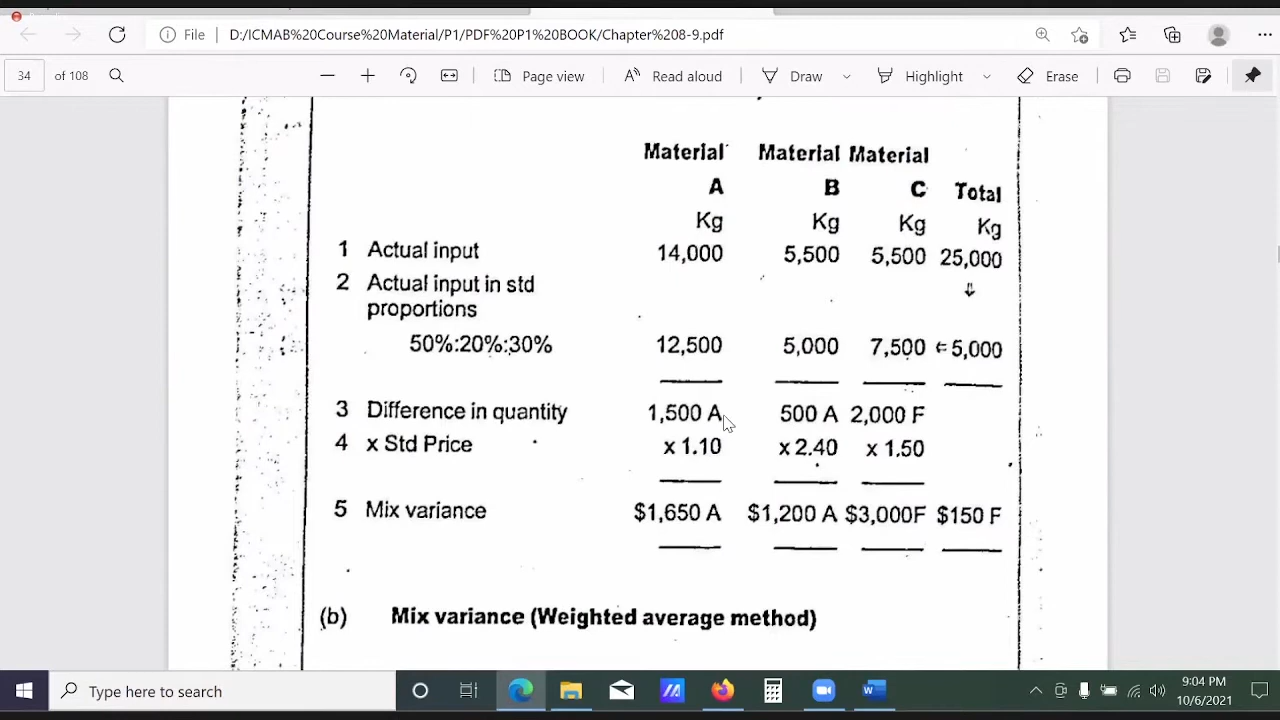 File D:/ICMAB%20Course%20Material/P1/PDF%20P1%20BOOK/Chapter%208-9.pdf
34 of 108 Page view Read aloud Draw Highlight Erase
Material Material Material
A B C Total
Kg Kg Kg Kg
1 Actual input 14,000 5,500 5,500 25,000
2 Actual input in std
proportions
50%:20%:30% 12,500 5,000 7,500 ⇐5,000
3 Difference in quantity 1,500 A 500 A 2,000 F
4 x Std Price x 1.10 x 2.40 x 1.50
5 Mix variance $1,650 A $1,200 A $3,000F $150 F
(b) Mix variance (Weighted average method)
Type here to search
9:04 PM
10/6/2021